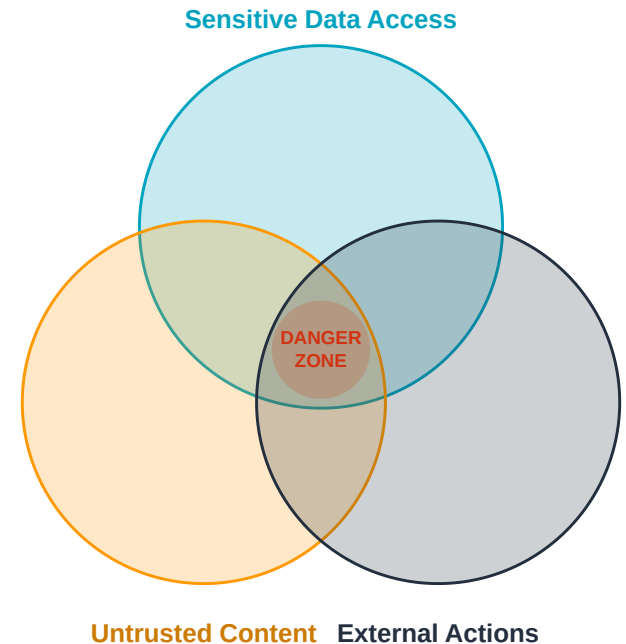 Sensitive Data Access
DANGER
ZONE
Untrusted Content
External Actions